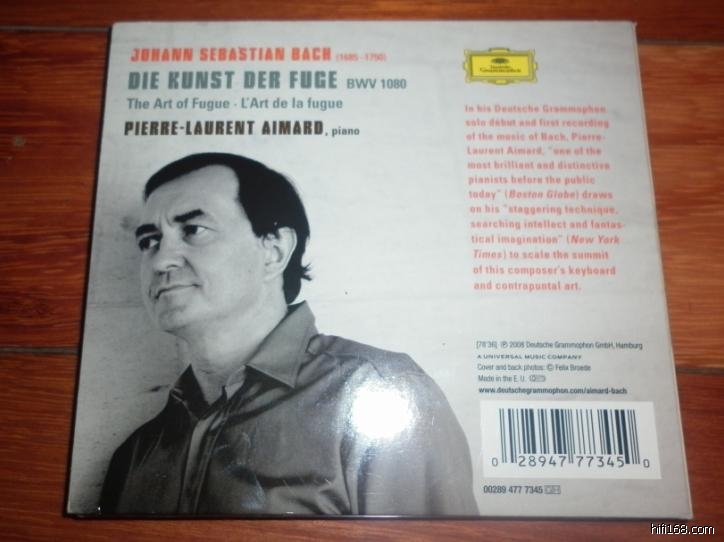 JOHANN SEBASTIAN BACH (1685-1750)
DIE KUNST DER FUGE BWV 1080
The Art of Fugue · L'Art de la fugue
PIERRE-LAURENT AIMARD, piano
Deutsche
Grammophon
In his Deutsche Grammophon
solo début and first recording
of the music of Bach, Pierre-
Laurent Aimard, "one of the
most brilliant and distinctive
pianists before the public
today" (Boston Globe) draws
on his "staggering technique,
searching intellect and fantas-
tical imagination" (New York
Times) to scale the summit
of this composer's keyboard
and contrapuntal art.
[78'36] ℗ 2008 Deutsche Grammophon GmbH, Hamburg
A UNIVERSAL MUSIC COMPANY
Cover and back photos: © Felix Broede
Made in the E. U.
www.deutschegrammophon.com/aimard-bach
0 28947 77345 0
00289 477 7345 GH
hifi168.com